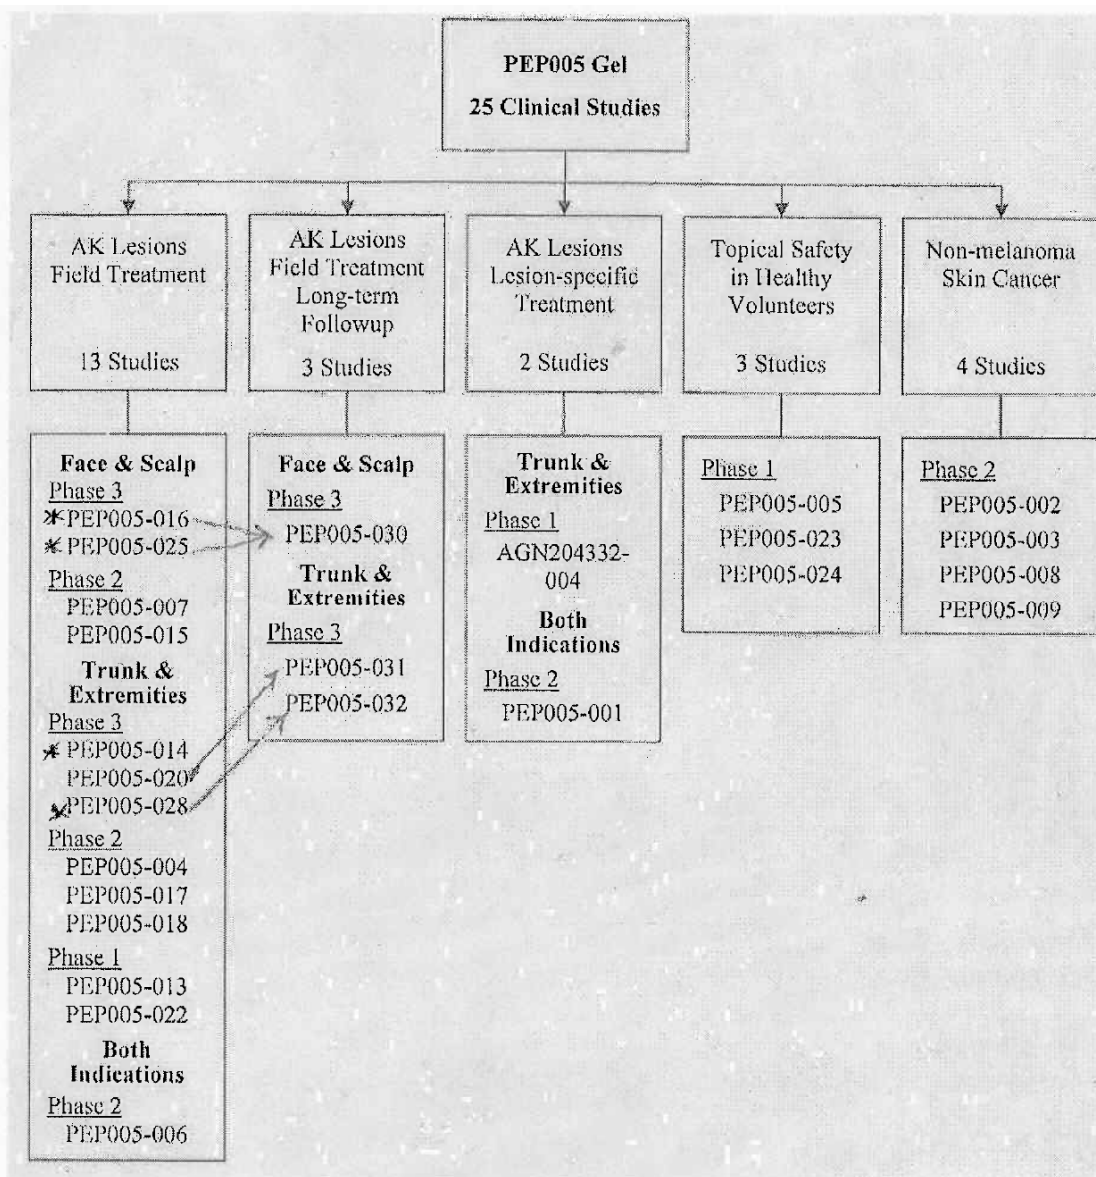 PEP005 Gel
25 Clinical Studies
AK Lesions
Field Treatment
13 Studies
AK Lesions
Field Treatment
Long-term
Followup
3 Studies
AK Lesions
Lesion-specific
Treatment
2 Studies
Topical Safety
in Healthy
Volunteers
3 Studies
Non-melanoma
Skin Cancer
4 Studies
Face & Scalp
Phase 3
*PEP005-016
*PEP005-025
Phase 2
PEP005-007
PEP005-015
Trunk &
Extremities
Phase 3
*PEP005-014
PEP005-020
*PEP005-028
Phase 2
PEP005-004
PEP005-017
PEP005-018
Phase 1
PEP005-013
PEP005-022
Both
Indications
Phase 2
PEP005-006
Face & Scalp
Phase 3
PEP005-030
Trunk &
Extremities
Phase 3
PEP005-031
PEP005-032
Trunk &
Extremities
Phase 1
AGN204332-
004
Both
Indications
Phase 2
PEP005-001
Phase 1
PEP005-005
PEP005-023
PEP005-024
Phase 2
PEP005-002
PEP005-003
PEP005-008
PEP005-009